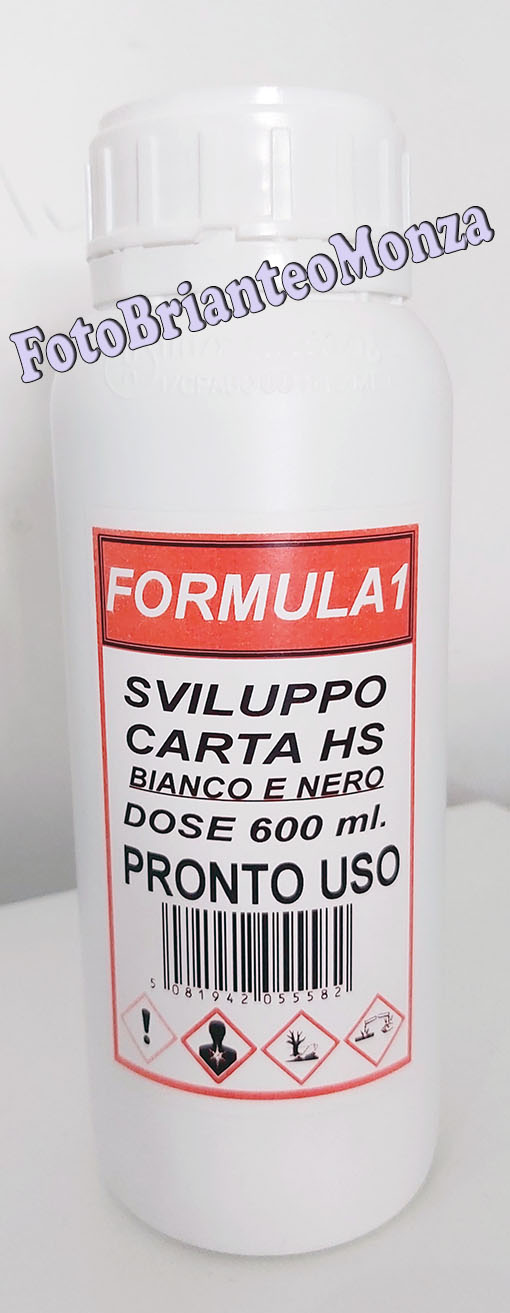 FotoBrianteoMonza
FORMULA1
SVILUPPO
CARTA HS
BIANCO E NERO
DOSE 600 ml.
PRONTO USO
5 081942 055582